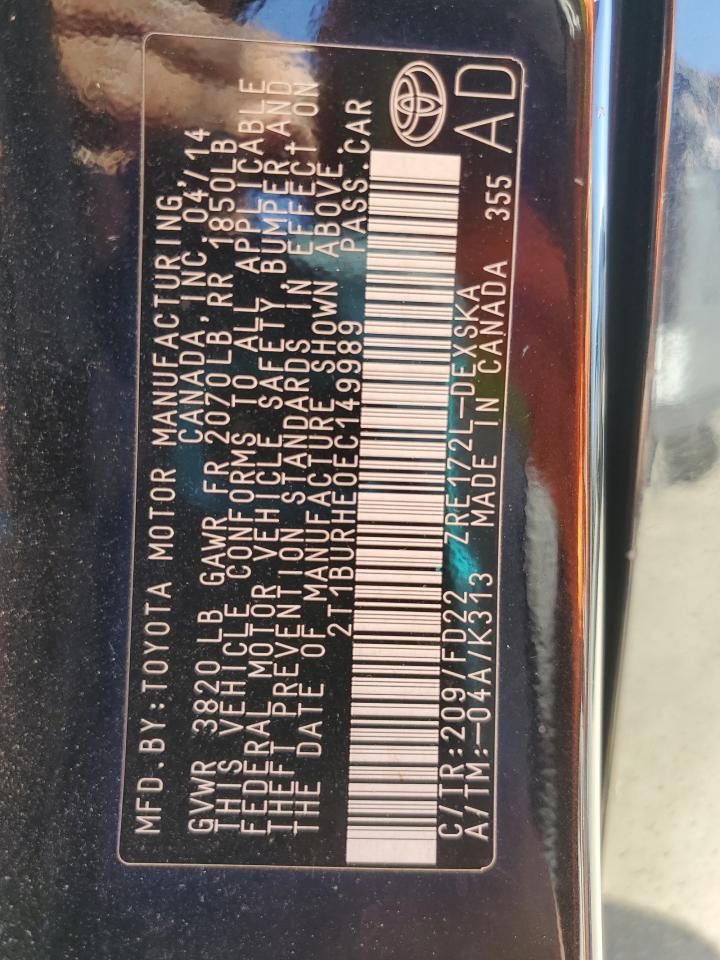 MFD.BY:TOYOTA MOTOR MANUFACTURING,
CANADA, INC. 04/14
GVWR 3820 LB GAWR FR 2070LB, RR 1850LB
THIS VEHICLE CONFORMS TO ALL APPLICABLE
FEDERAL MOTOR VEHICLE SAFETY, BUMPER, AND
THEFT PREVENTION STANDARDS IN EFFECT ON
THE DATE OF MANUFACTURE SHOWN ABOVE.
2T1BURHE0EC149989 PASS.CAR
C/TR:209/FD22 ZRE172L-DEXSKA
A/TM:-04A/K313 MADE IN CANADA 355
AD